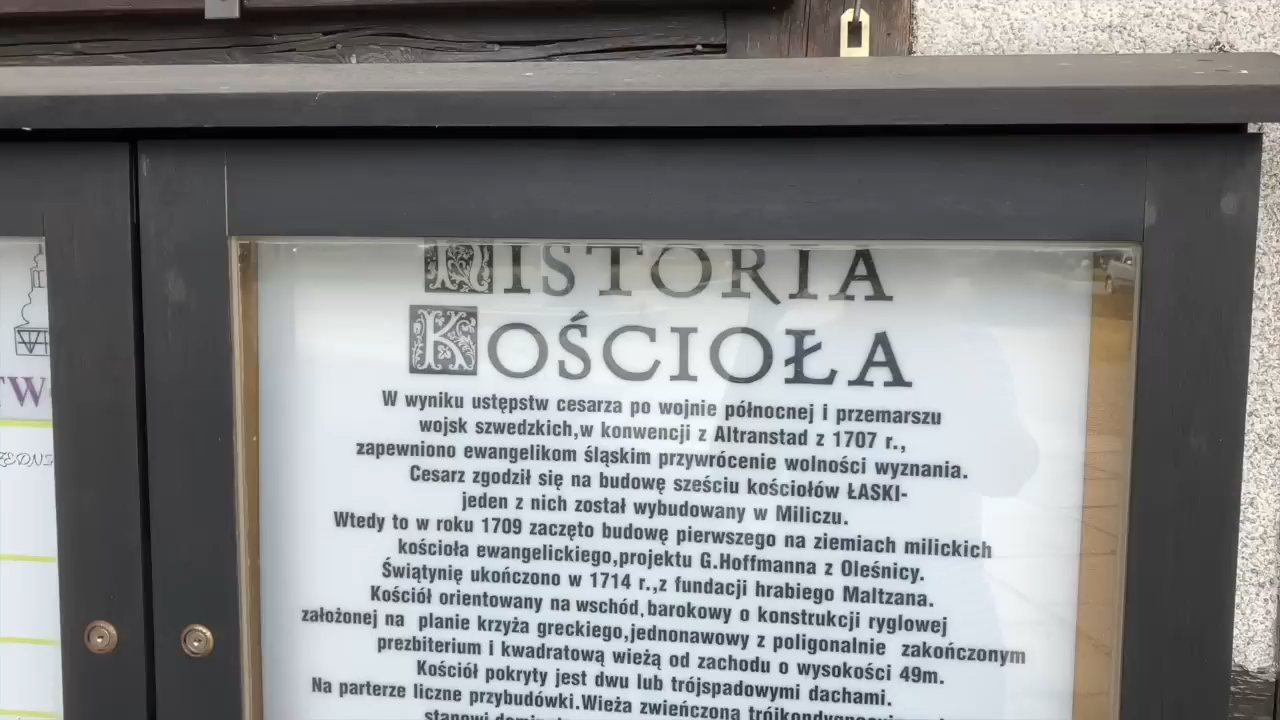 HISTORIA
KOŚCIOŁA
W wyniku ustępstw cesarza po wojnie północnej i przemarszu
wojsk szwedzkich,w konwencji z Altranstad z 1707 r.,
zapewniono ewangelikom śląskim przywrócenie wolności wyznania.
Cesarz zgodził się na budowę sześciu kościołów ŁASKI-
jeden z nich został wybudowany w Miliczu.
Wtedy to w roku 1709 zaczęto budowę pierwszego na ziemiach milickich
kościoła ewangelickiego,projektu G.Hoffmanna z Oleśnicy.
Świątynię ukończono w 1714 r.,z fundacji hrabiego Maltzana.
Kościół orientowany na wschód,barokowy o konstrukcji ryglowej
założonej na planie krzyża greckiego,jednonawowy z poligonalnie zakończonym
prezbiterium i kwadratową wieżą od zachodu o wysokości 49m.
Kościół pokryty jest dwu lub trójspadowymi dachami.
Na parterze liczne przybudówki.Wieża zwieńczona
stanowi